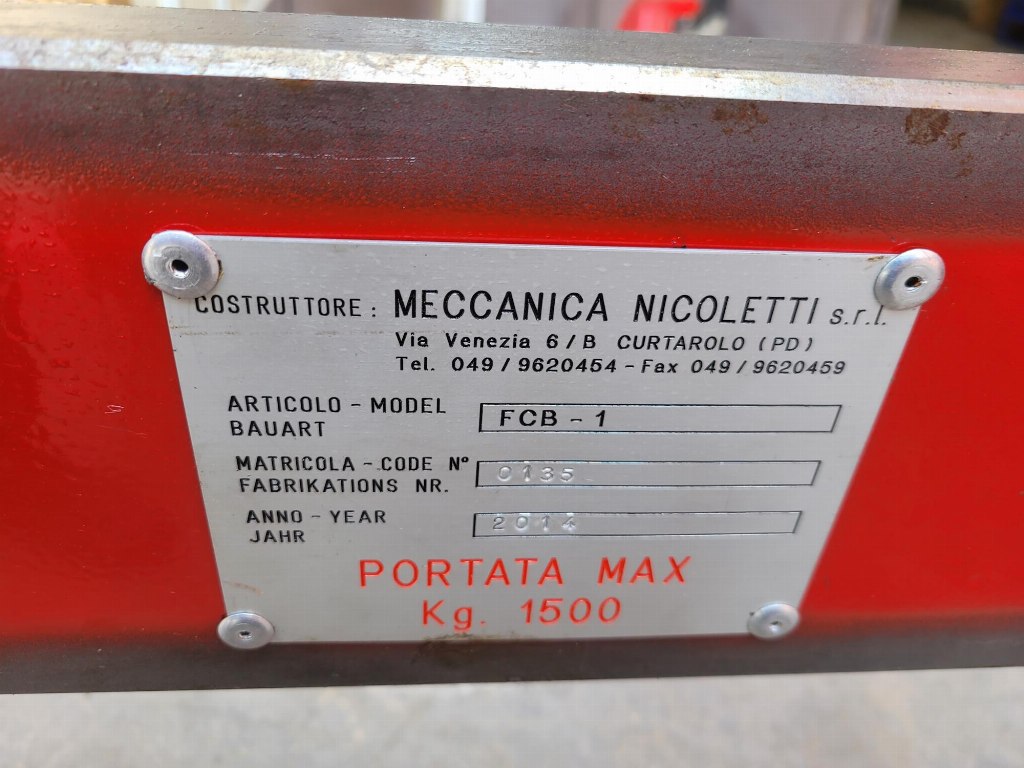 COSTRUTTORE: MECCANICA NICOLETTI s.r.l.
Via Venezia 6/B CURTAROLO (PD)
Tel. 049/9620454-Fax 049/9620459
ARTICOLO - MODEL
BAUART
FCB - 1
MATRICOLA - CODE N°
FABRIKATIONS NR.
0135
ANNO - YEAR
JAHR
2014
PORTATA MAX
Kg. 1500